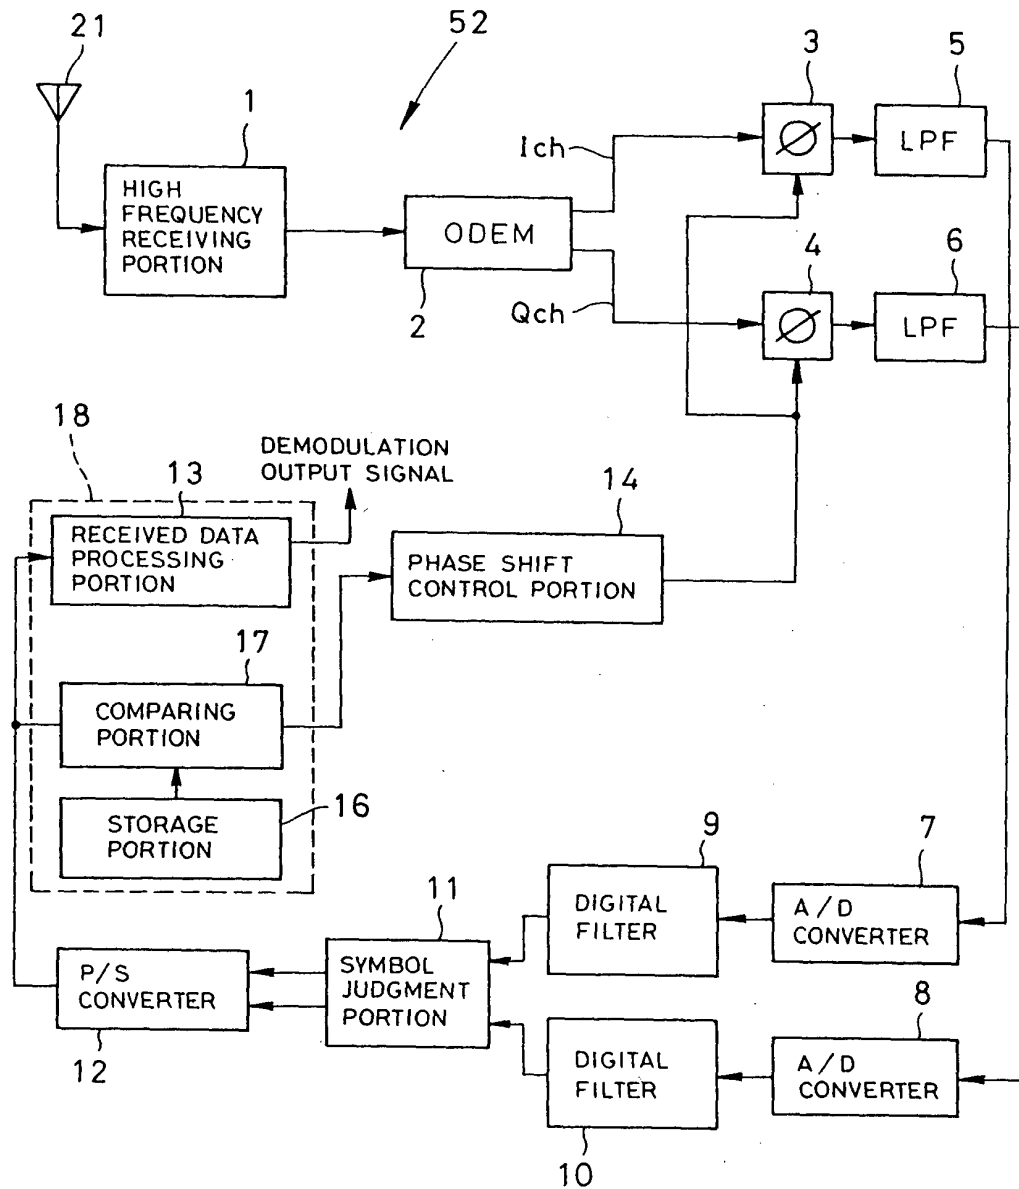 21
52
3
5
1
Ich
LPF
HIGH
FREQUENCY
RECEIVING
PORTION
ODEM
2
4
6
Qch
LPF
18
DEMODULATION
OUTPUT SIGNAL
13
14
RECEIVED DATA
PROCESSING
PORTION
PHASE SHIFT
CONTROL PORTION
17
COMPARING
PORTION
16
STORAGE
PORTION
9
7
11
DIGITAL
FILTER
A/D
CONVERTER
P/S
CONVERTER
SYMBOL
JUDGMENT
PORTION
8
12
DIGITAL
FILTER
A/D
CONVERTER
10